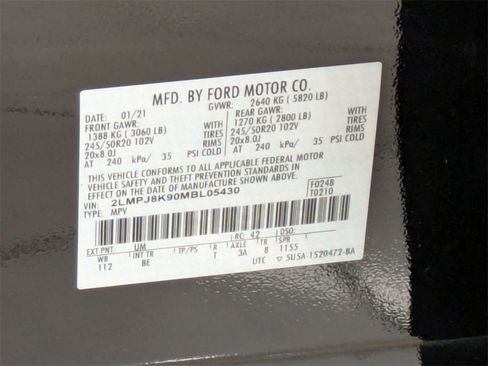 MFD. BY FORD MOTOR CO.
DATE: 01/21 GVWR: 2640 KG ( 5820 LB)
FRONT GAWR: REAR GAWR:
1388 KG ( 3060 LB) WITH 1270 KG ( 2800 LB) WITH
245/50R20 102V TIRES 245/50R20 102V TIRES
20x8.0J RIMS 20x8.0J RIMS
AT 240 kPa/ 35 PSI COLD AT 240 kPa/ 35 PSI COLD
THIS VEHICLE CONFORMS TO ALL APPLICABLE FEDERAL MOTOR
VEHICLE SAFETY AND THEFT PREVENTION STANDARDS IN
EFFECT ON THE DATE OF MANUFACTURE SHOWN ABOVE.
VIN: 2LMPJ8K90MBL05430 F0248
TYPE: MPV T0210
EXT PNT: UM RC: 42 DSO:
WB INT TR TP/PS R AXLE TR SPR
112 BE T 3A 8 1155
UTC ▽ SU5A-1520472-BA